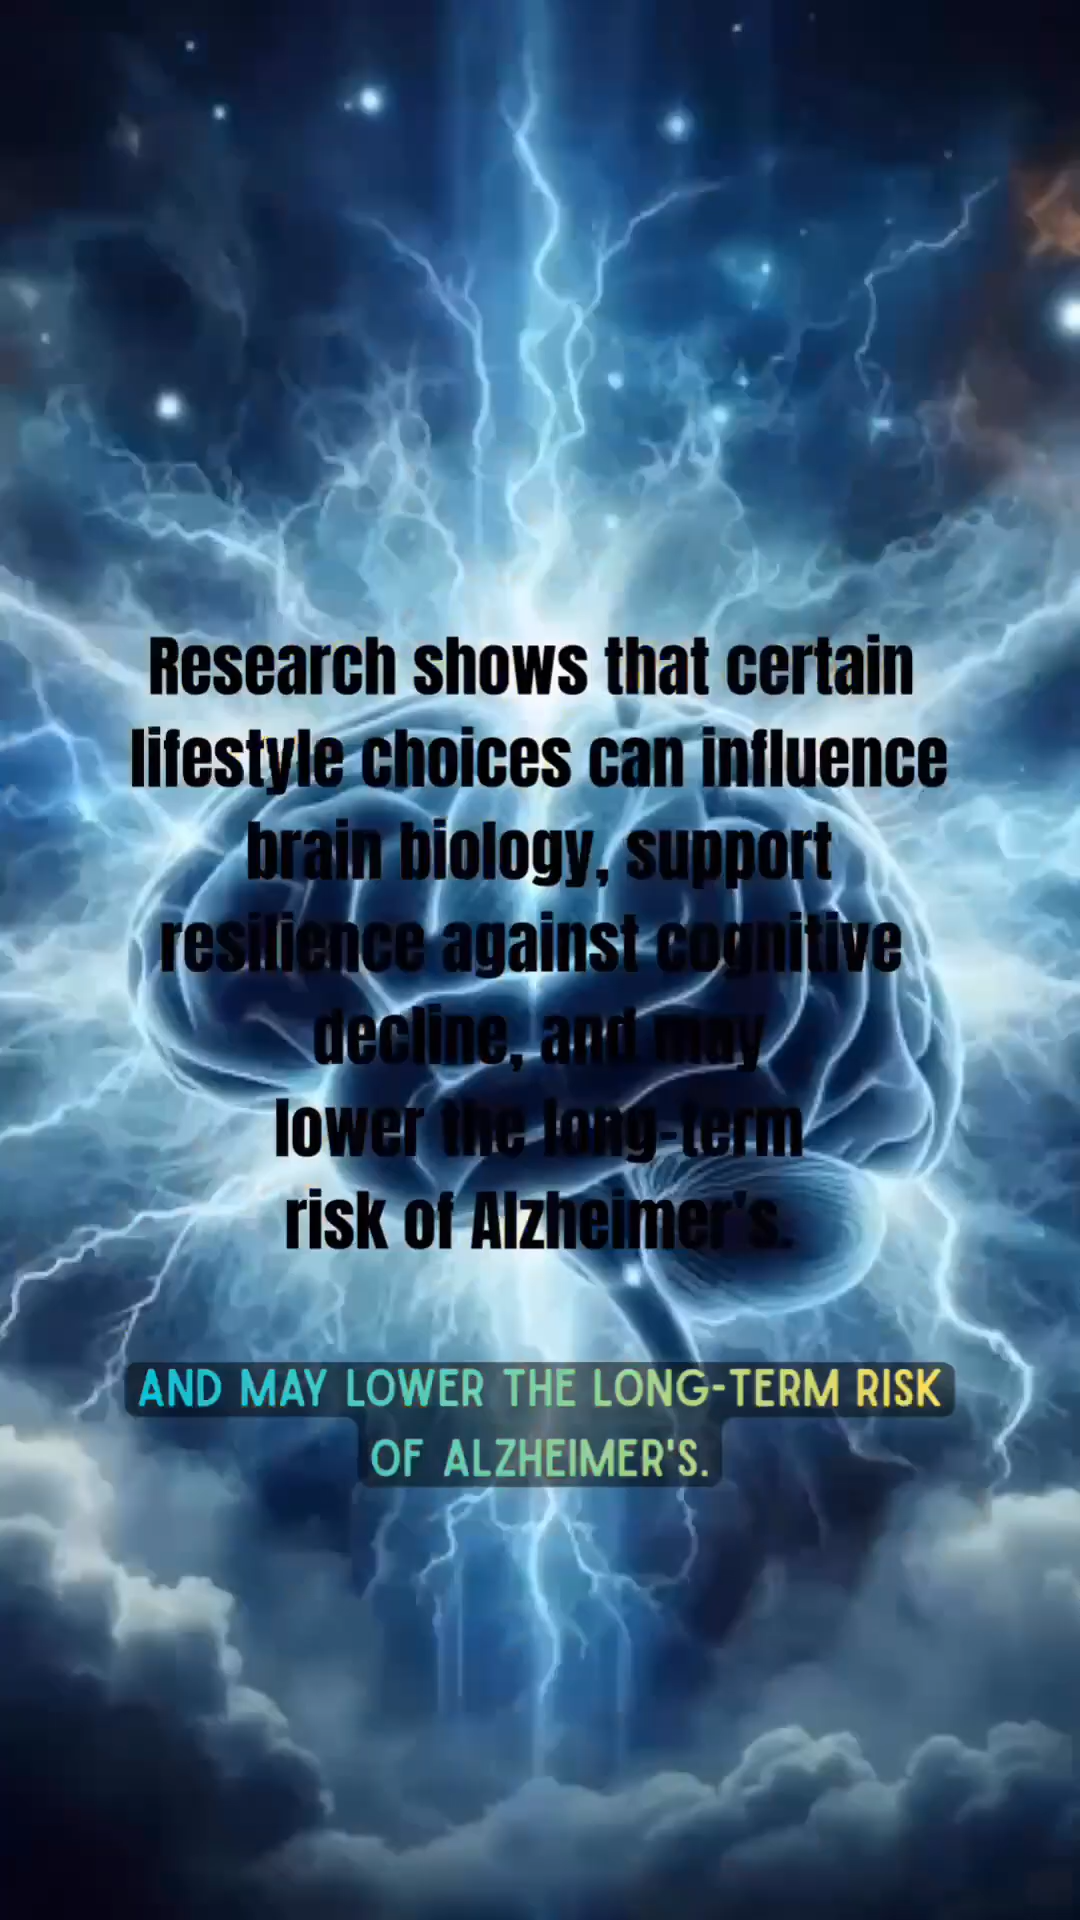 Research shows that certain
lifestyle choices can influence
brain biology, support
resilience against cognitive
decline, and may
lower the long-term
risk of Alzheimer's.
AND MAY LOWER THE LONG-TERM RISK
OF ALZHEIMER'S.